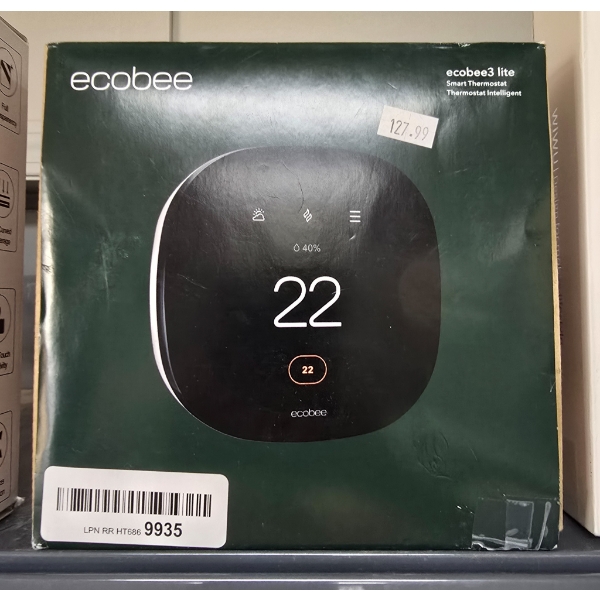 ecobee
ecobee3 lite
Smart Thermostat
Thermostat Intelligent
127.99
40%
22
22
ecobee
LPN RR HT686 9935